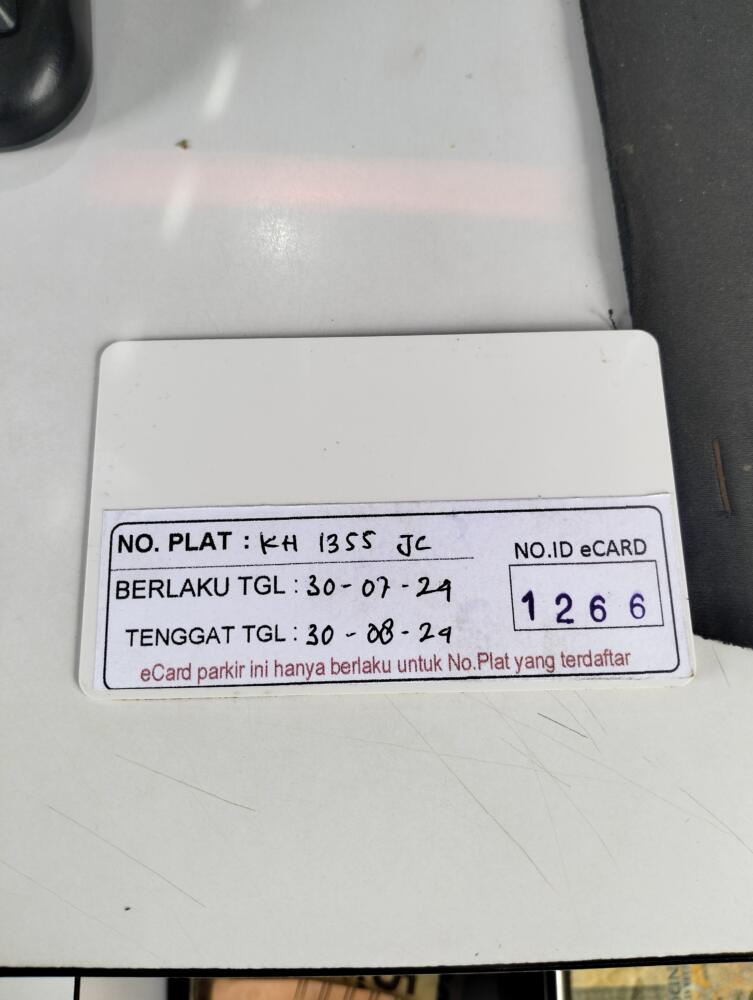 NO. PLAT : KH 1355 JC
NO.ID eCARD
BERLAKU TGL : 30-07-24
1266
TENGGAT TGL : 30-08-24
eCard parkir ini hanya berlaku untuk No.Plat yang terdaftar